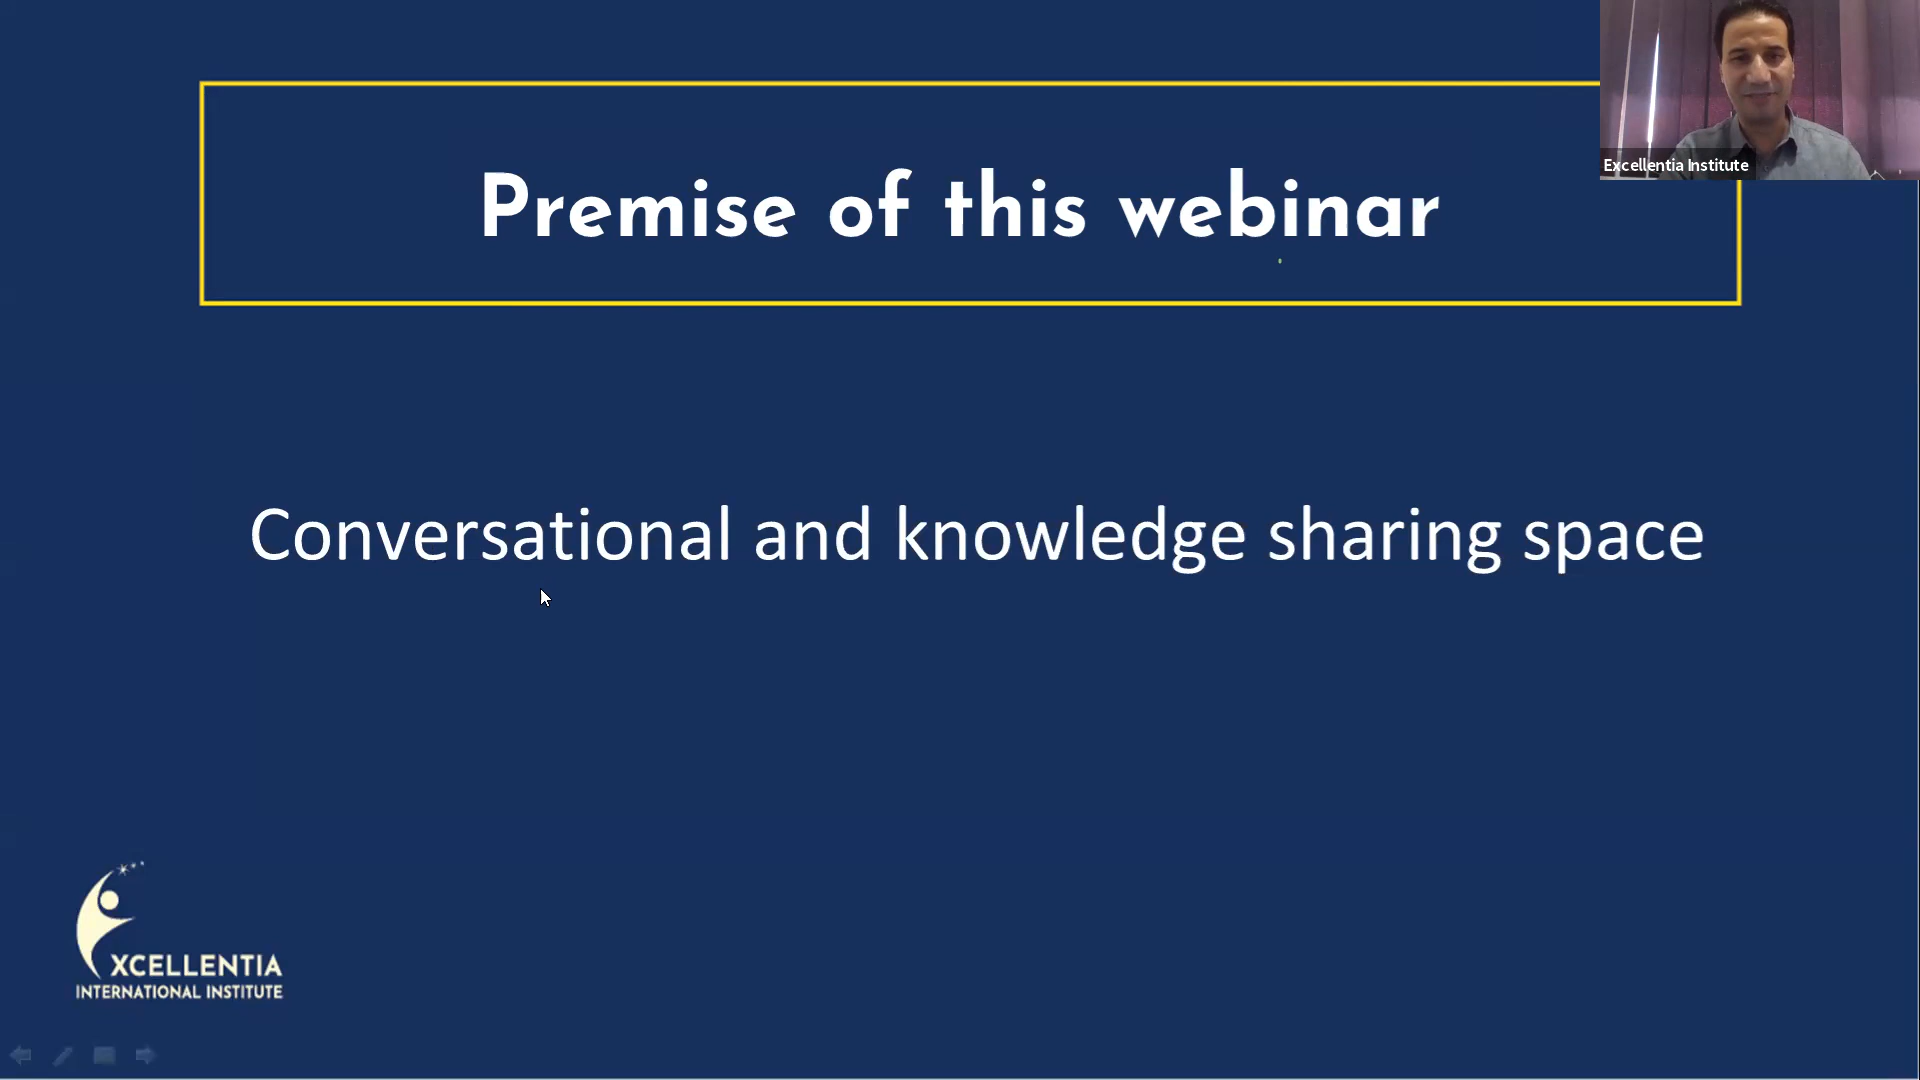 Premise of this webinar
Excellentia Institute
Conversational and knowledge sharing space
XCELLENTIA
INTERNATIONAL INSTITUTE